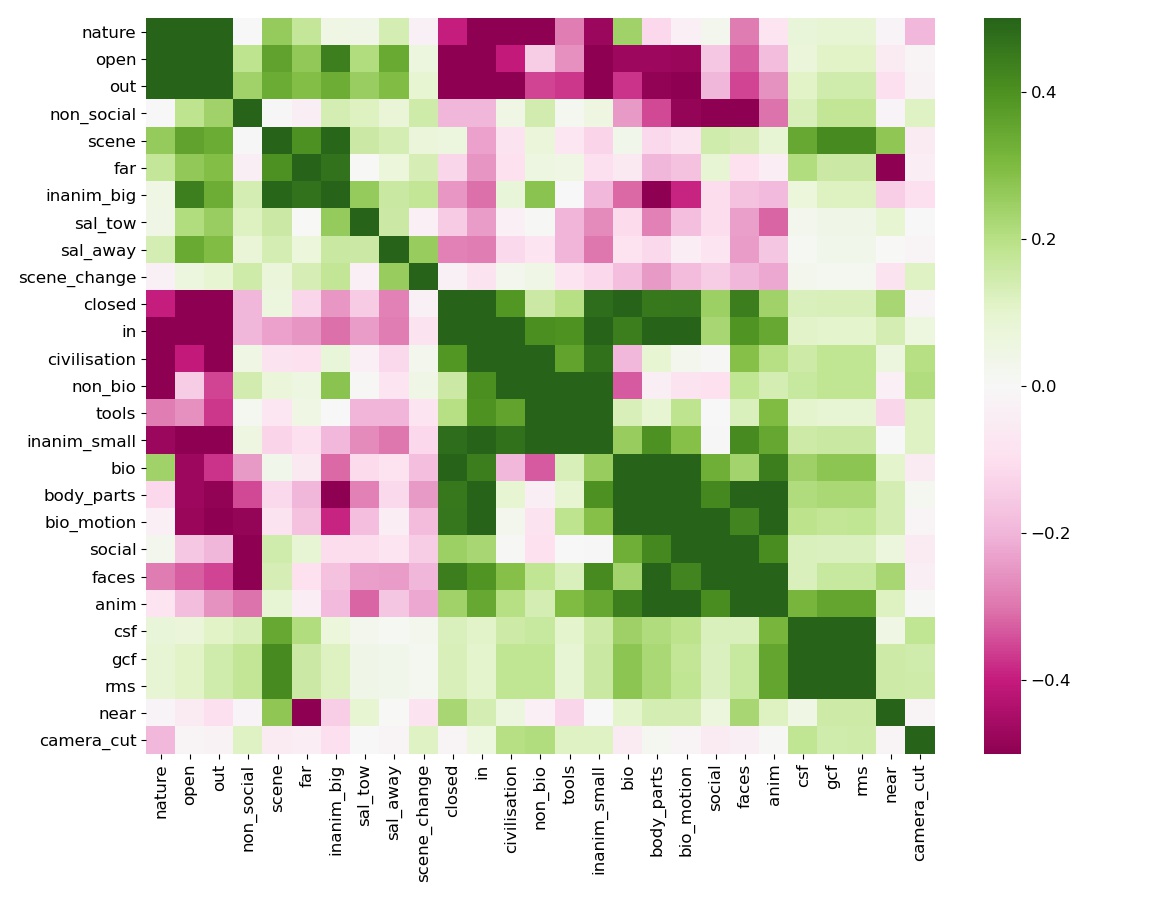 nature
open
out
non_social
scene
far
inanim_big
sal_tow
sal_away
scene_change
closed
in
civilisation
non_bio
tools
inanim_small
bio
body_parts
bio_motion
social
faces
anim
csf
gcf
rms
near
camera_cut
nature
open
out
non_social
scene
far
inanim_big
sal_tow
sal_away
scene_change
closed
in
civilisation
non_bio
tools
inanim_small
bio
body_parts
bio_motion
social
faces
anim
csf
gcf
rms
near
camera_cut
0.4
0.2
0.0
−0.2
−0.4